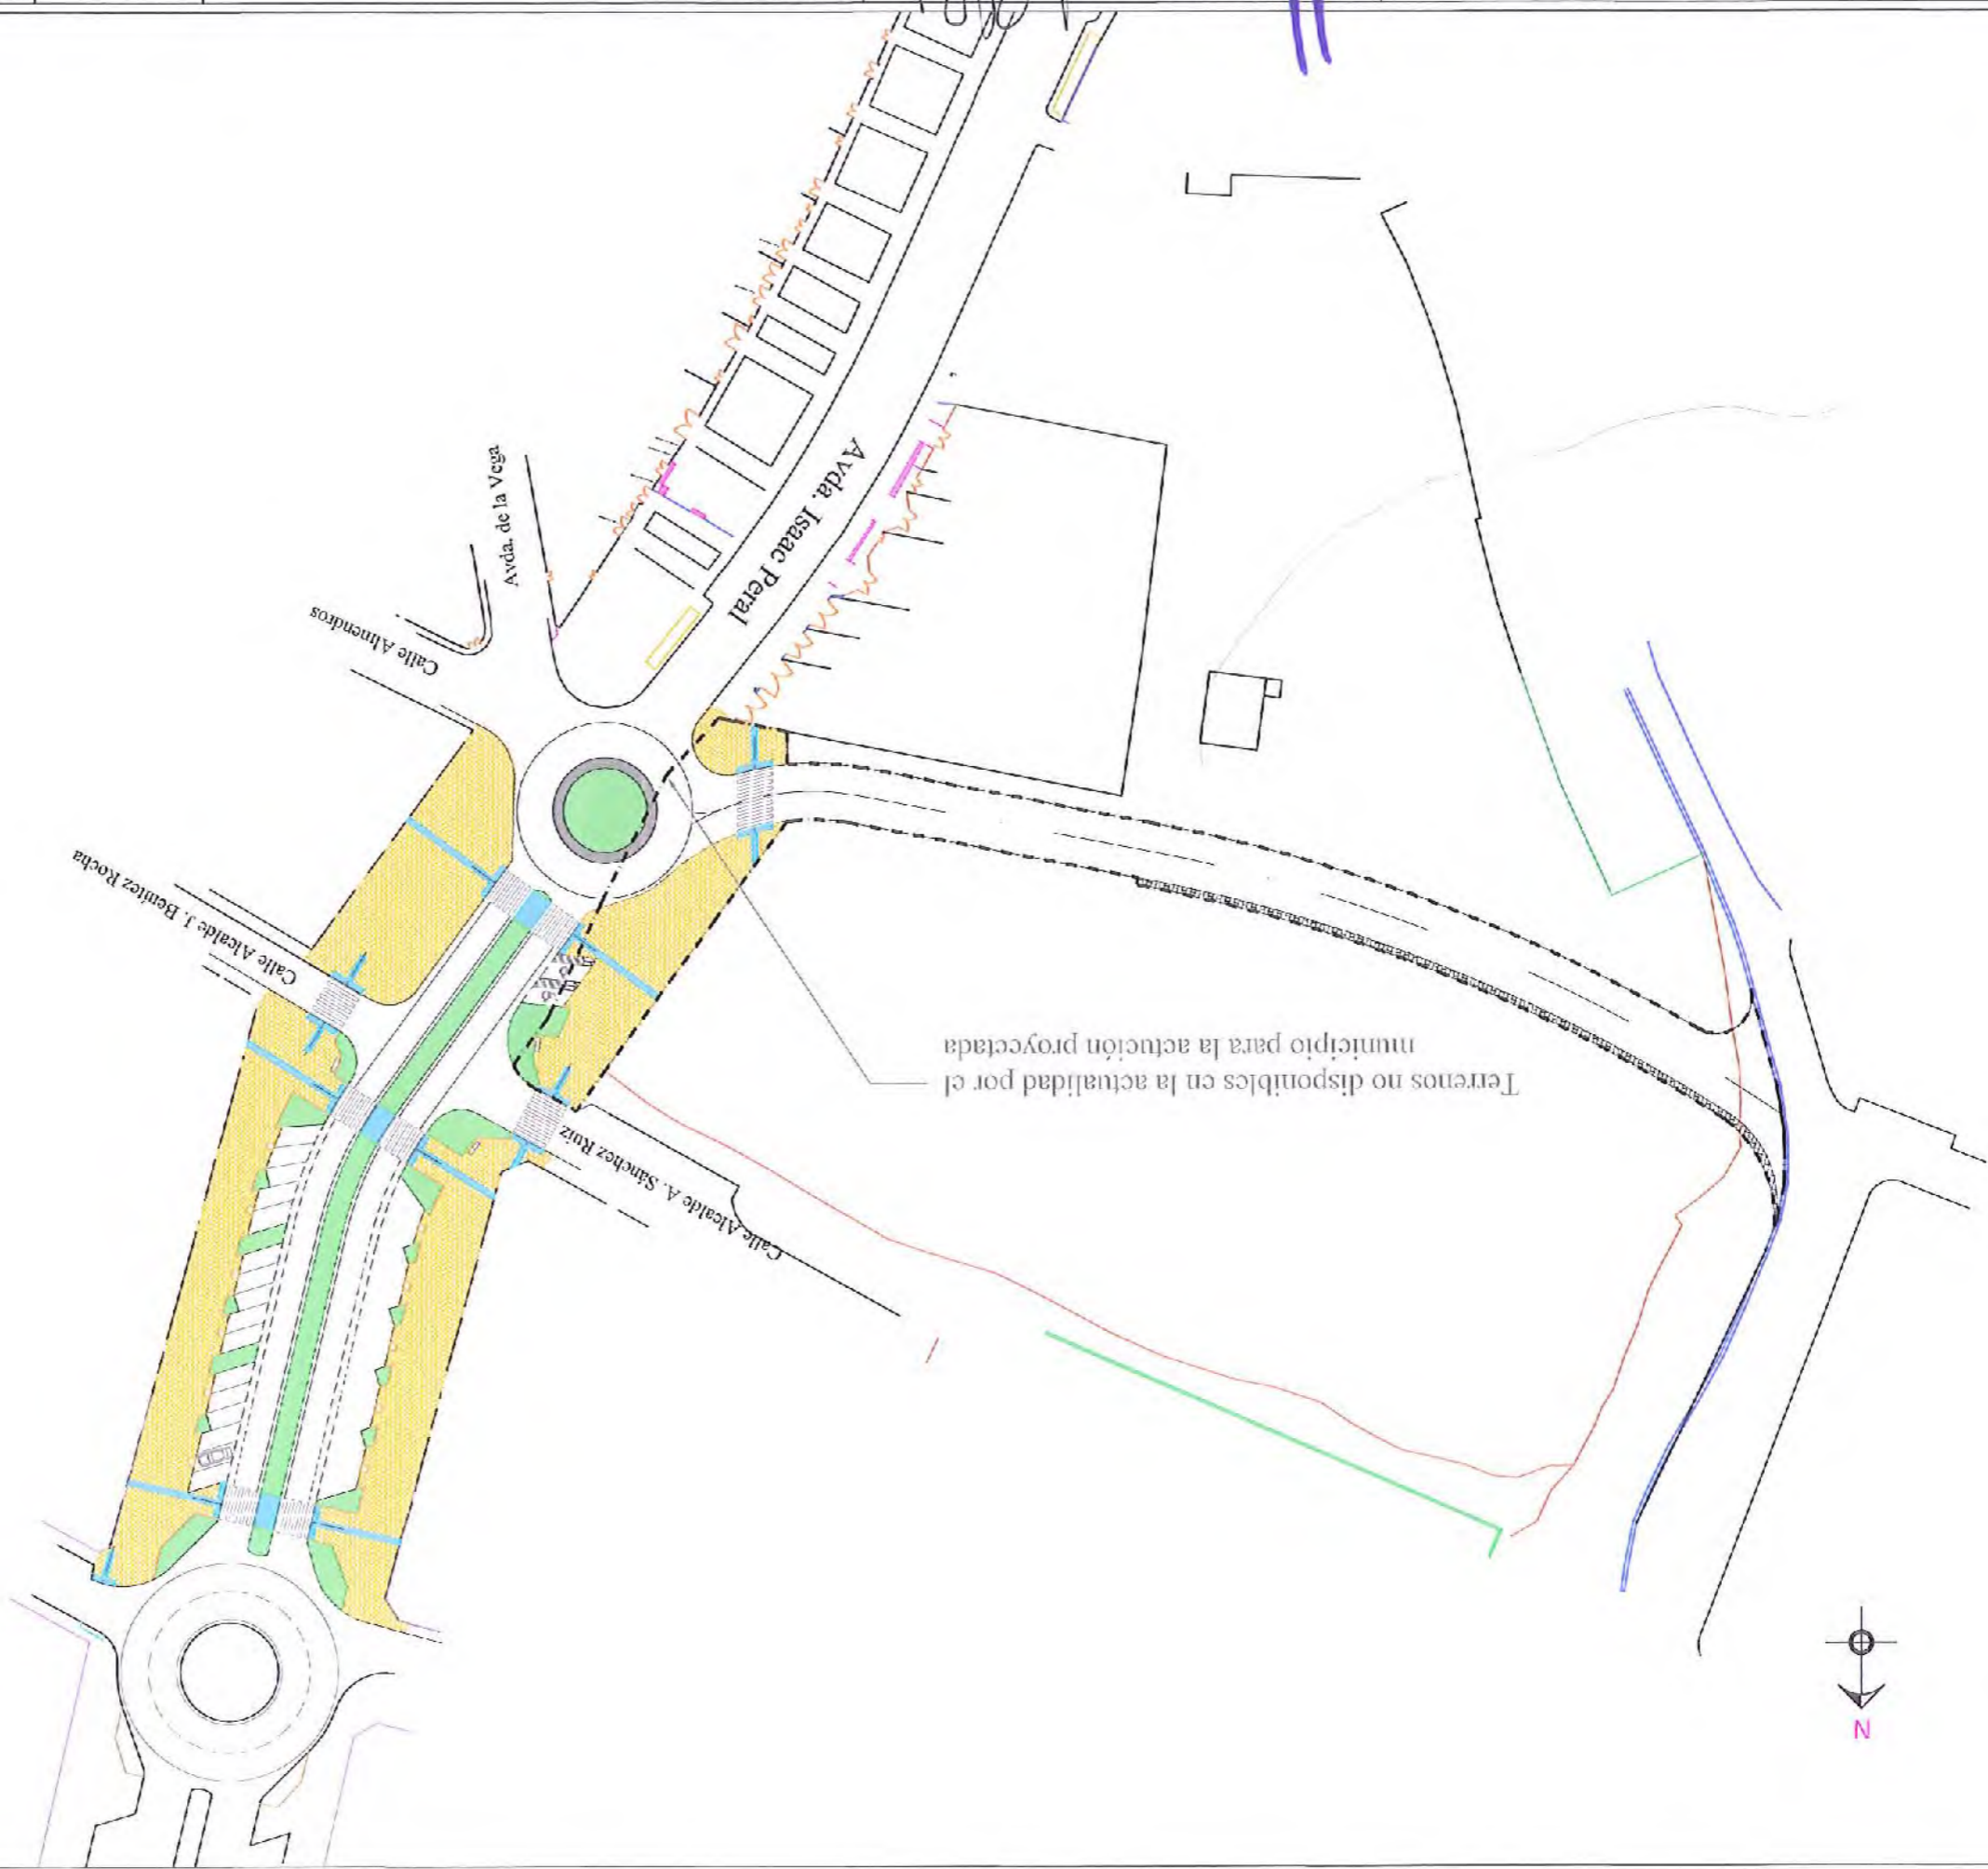 Avda. de la Vega
Calle Almendros
Avda. Isaac Peral
Calle Alcalde J. Benítez Rocha
Terrenos no disponibles en la actualidad por el
municipio para la actución proyectada
Calle Alcalde A. Sánchez Ruiz
N